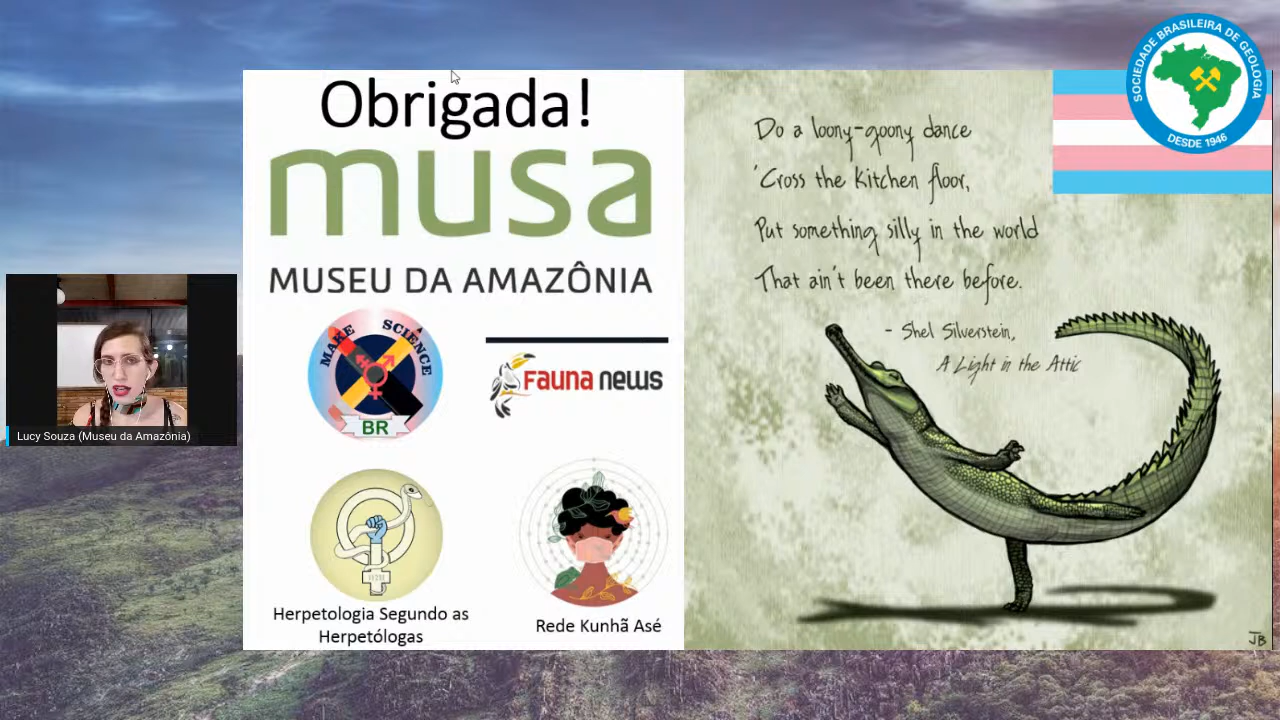 Obrigada!
musa
MUSEU DA AMAZÔNIA
MAKE SCIENCE
BR
Fauna news
Herpetologia Segundo as
Herpetólogas
Rede Kunhã Asé
Do a loony-goony dance
'Cross the kitchen floor,
Put something silly in the world
That ain't been there before.
- Shel Silverstein,
A Light in the Attic
JB
SOCIEDADE BRASILEIRA DE GEOLOGIA
DESDE 1946
Lucy Souza (Museu da Amazônia)